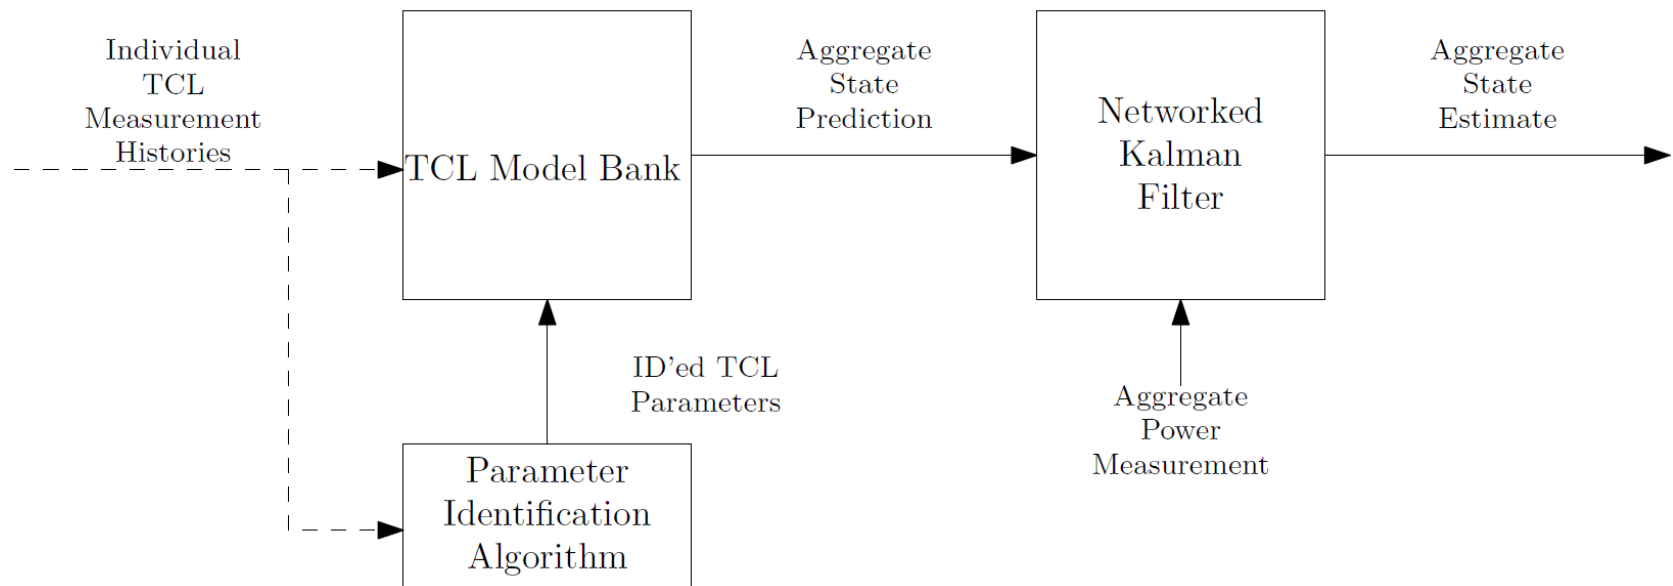 Individual
TCL
Measurement
Histories
TCL Model Bank
Aggregate
State
Prediction
Networked
Kalman
Filter
Aggregate
State
Estimate
ID'ed TCL
Parameters
Aggregate
Power
Measurement
Parameter
Identification
Algorithm